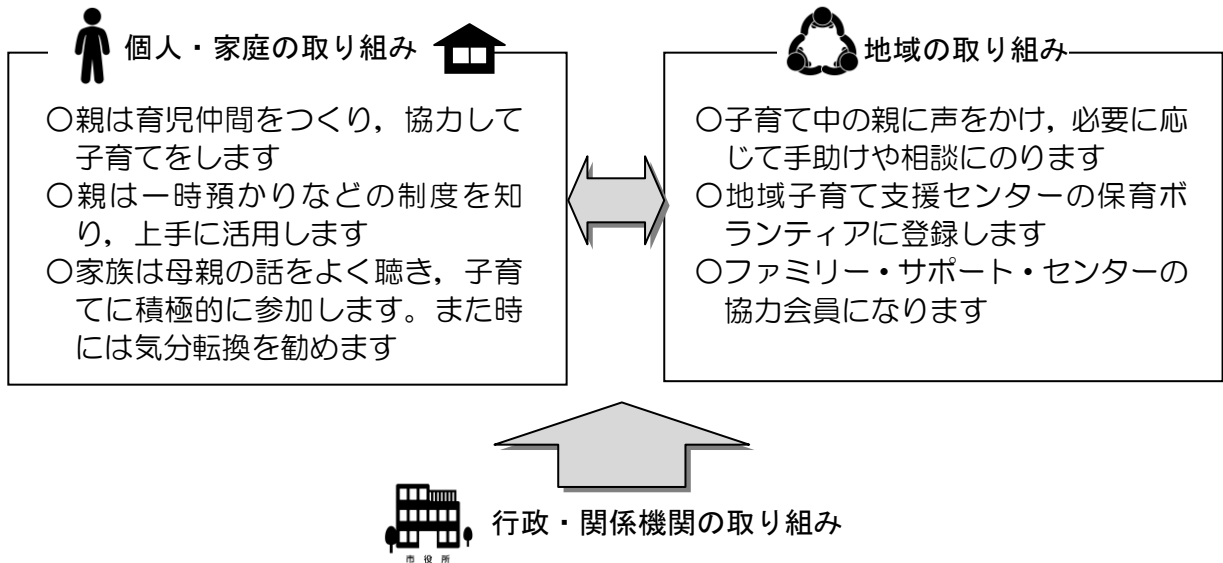 個人・家庭の取り組み
○親は育児仲間をつくり，協力して
子育てをします
○親は一時預かりなどの制度を知
り，上手に活用します
○家族は母親の話をよく聴き，子育
てに積極的に参加します。また時
には気分転換を勧めます
地域の取り組み
○子育て中の親に声をかけ，必要に応
じて手助けや相談にのります
○地域子育て支援センターの保育ボ
ランティアに登録します
○ファミリー・サポート・センターの
協力会員になります
行政・関係機関の取り組み
市役所